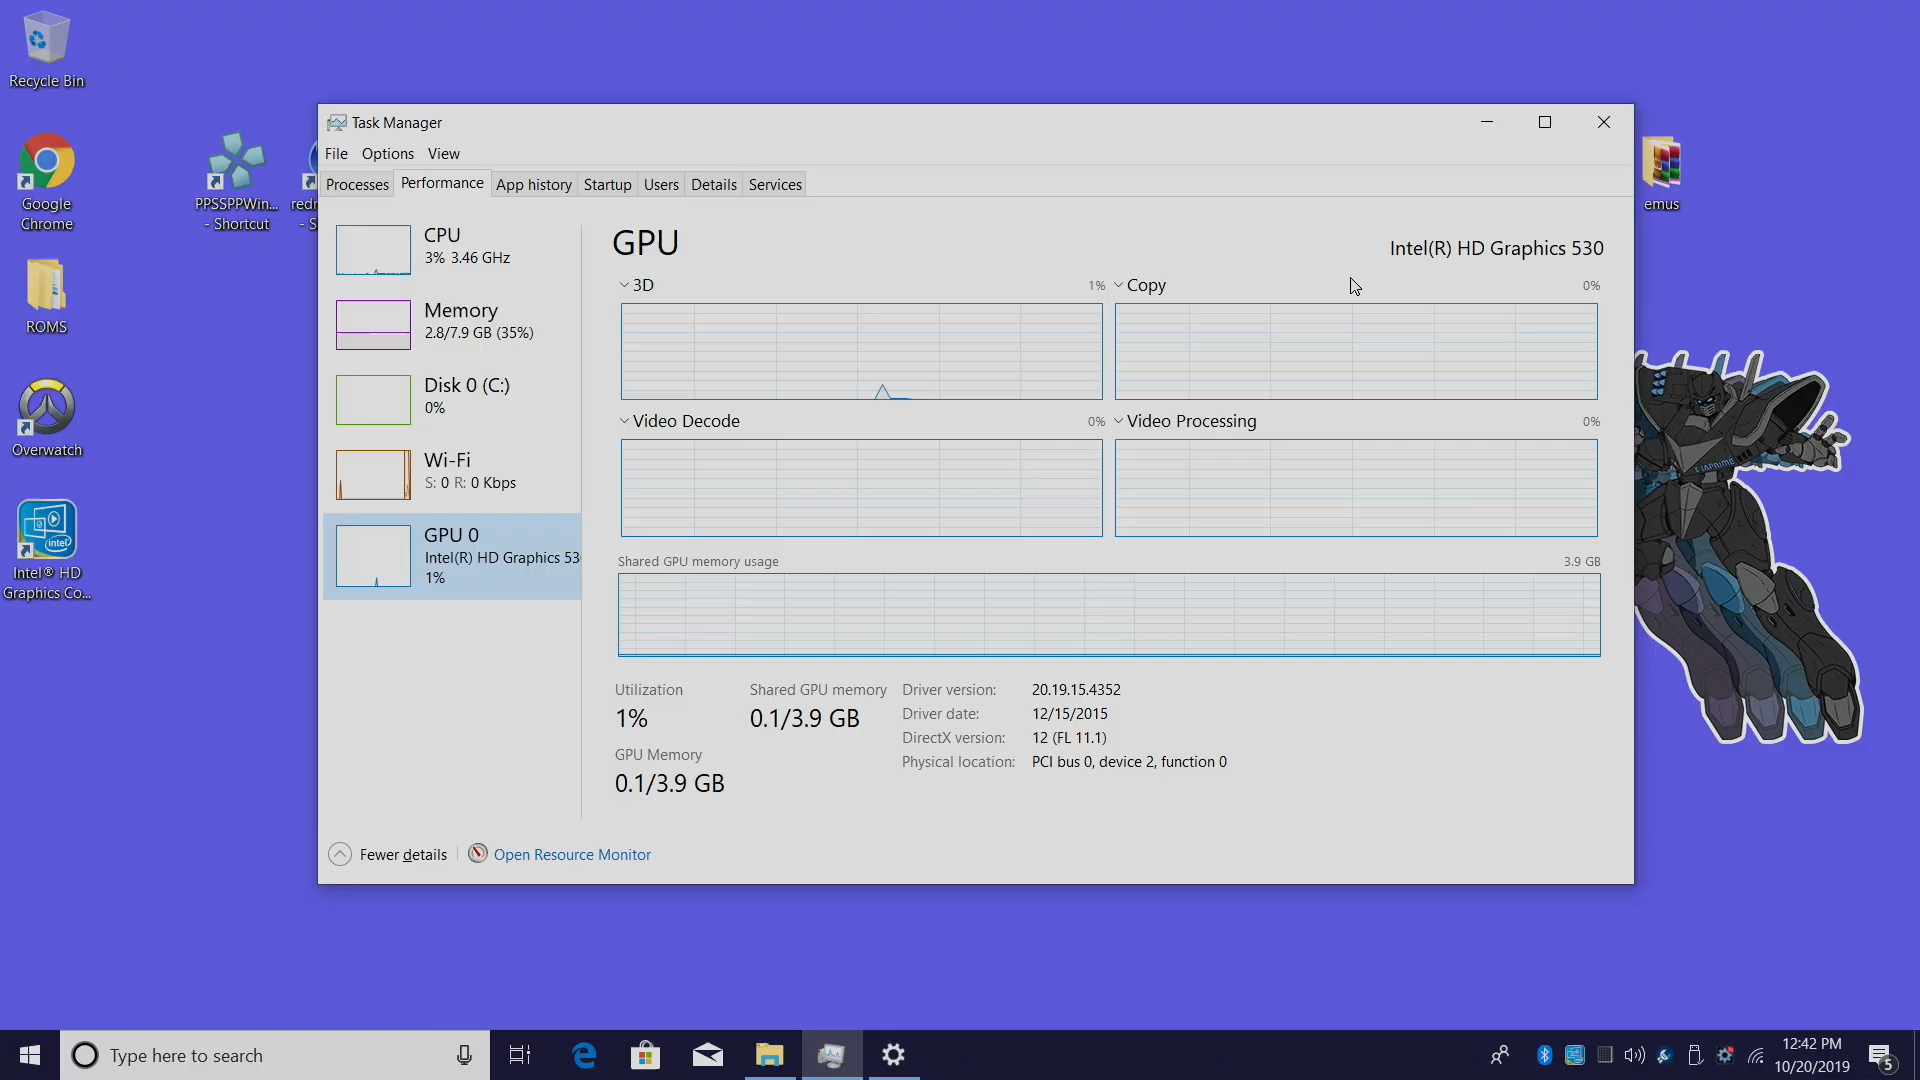 Recycle Bin
Google
Chrome
PPSSPPWin...
- Shortcut
ROMS
Overwatch
intel
Intel® HD
Graphics Co...
emus
CTAPRIME
Task Manager
File Options View
Processes Performance App history Startup Users Details Services
CPU
3% 3.46 GHz
Memory
2.8/7.9 GB (35%)
Disk 0 (C:)
0%
Wi-Fi
S: 0 R: 0 Kbps
GPU 0
Intel(R) HD Graphics 53
1%
GPU Intel(R) HD Graphics 530
3D 1% Copy 0%
Video Decode 0% Video Processing 0%
Shared GPU memory usage 3.9 GB
Utilization
1%
Shared GPU memory
0.1/3.9 GB
GPU Memory
0.1/3.9 GB
Driver version: 20.19.15.4352
Driver date: 12/15/2015
DirectX version: 12 (FL 11.1)
Physical location: PCI bus 0, device 2, function 0
Fewer details Open Resource Monitor
Type here to search
12:42 PM
10/20/2019
5